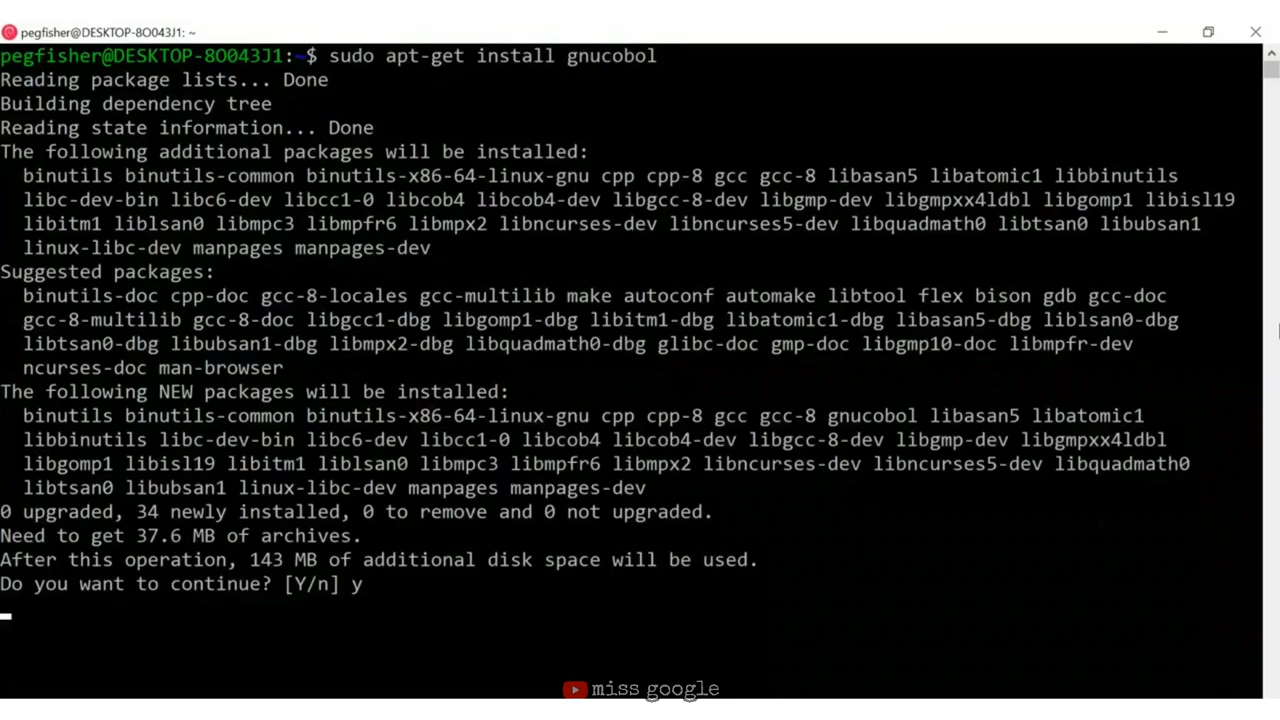 pegfisher@DESKTOP-8O043J1: ~
pegfisher@DESKTOP-8O043J1:~$ sudo apt-get install gnucobol
Reading package lists... Done
Building dependency tree
Reading state information... Done
The following additional packages will be installed:
binutils binutils-common binutils-x86-64-linux-gnu cpp cpp-8 gcc gcc-8 libasan5 libatomic1 libbinutils
libc-dev-bin libc6-dev libcc1-0 libcob4 libcob4-dev libgcc-8-dev libgmp-dev libgmpxx4ldbl libgomp1 libisl19
libitm1 liblsan0 libmpc3 libmpfr6 libmpx2 libncurses-dev libncurses5-dev libquadmath0 libtsan0 libubsan1
linux-libc-dev manpages manpages-dev
Suggested packages:
binutils-doc cpp-doc gcc-8-locales gcc-multilib make autoconf automake libtool flex bison gdb gcc-doc
gcc-8-multilib gcc-8-doc libgcc1-dbg libgomp1-dbg libitm1-dbg libatomic1-dbg libasan5-dbg liblsan0-dbg
libtsan0-dbg libubsan1-dbg libmpx2-dbg libquadmath0-dbg glibc-doc gmp-doc libgmp10-doc libmpfr-dev
ncurses-doc man-browser
The following NEW packages will be installed:
binutils binutils-common binutils-x86-64-linux-gnu cpp cpp-8 gcc gcc-8 gnucobol libasan5 libatomic1
libbinutils libc-dev-bin libc6-dev libcc1-0 libcob4 libcob4-dev libgcc-8-dev libgmp-dev libgmpxx4ldbl
libgomp1 libisl19 libitm1 liblsan0 libmpc3 libmpfr6 libmpx2 libncurses-dev libncurses5-dev libquadmath0
libtsan0 libubsan1 linux-libc-dev manpages manpages-dev
0 upgraded, 34 newly installed, 0 to remove and 0 not upgraded.
Need to get 37.6 MB of archives.
After this operation, 143 MB of additional disk space will be used.
Do you want to continue? [Y/n] y
miss google